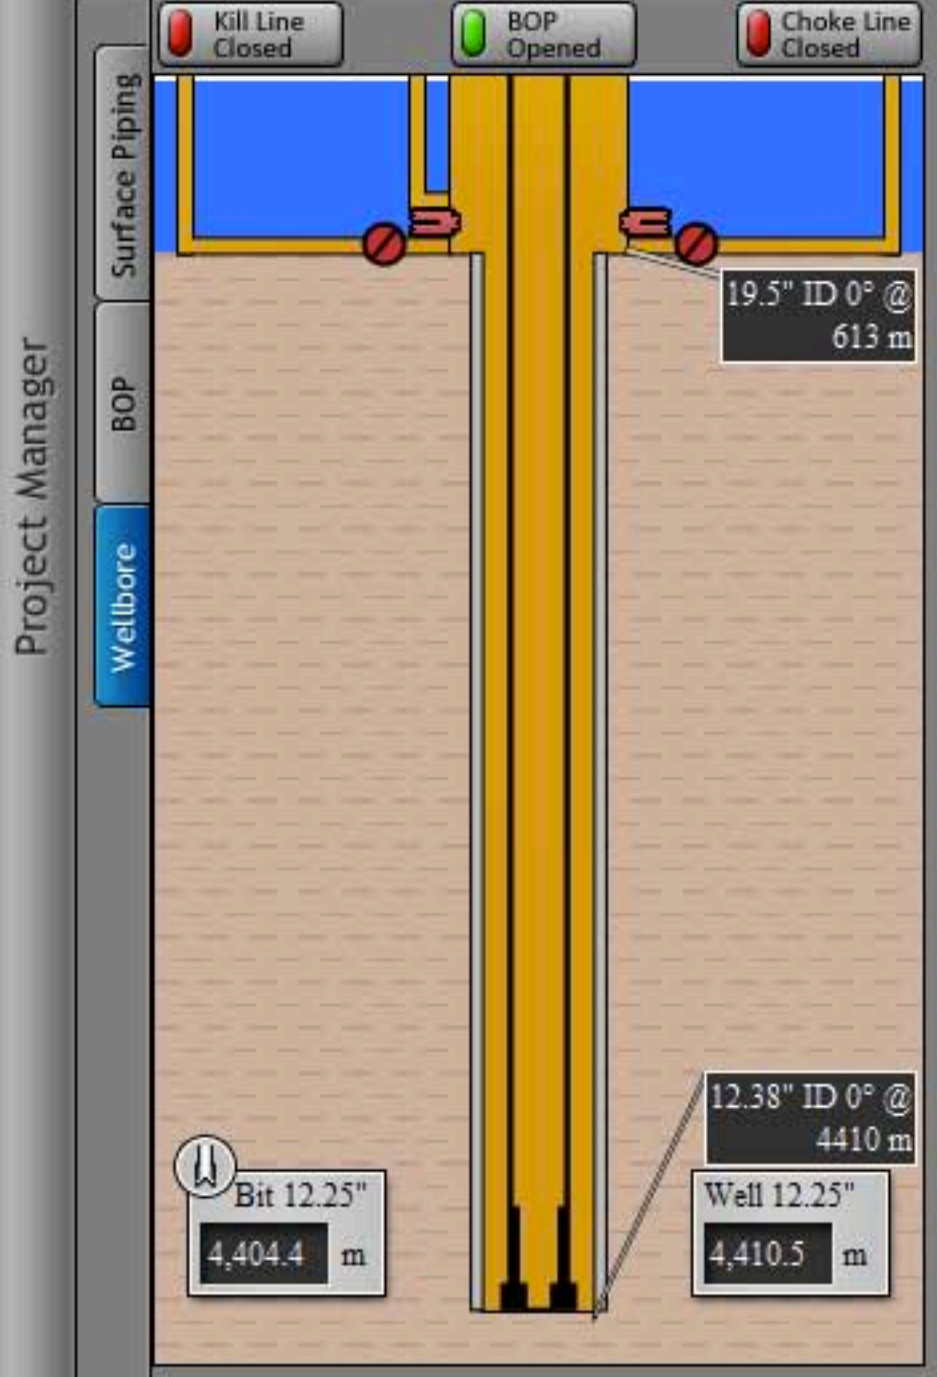 Kill Line
Closed
BOP
Opened
Choke Line
Closed
Project Manager
Surface Piping
BOP
Wellbore
19.5" ID 0° @
613 m
12.38" ID 0° @
4410 m
Bit 12.25"
4,404.4 m
Well 12.25"
4,410.5 m